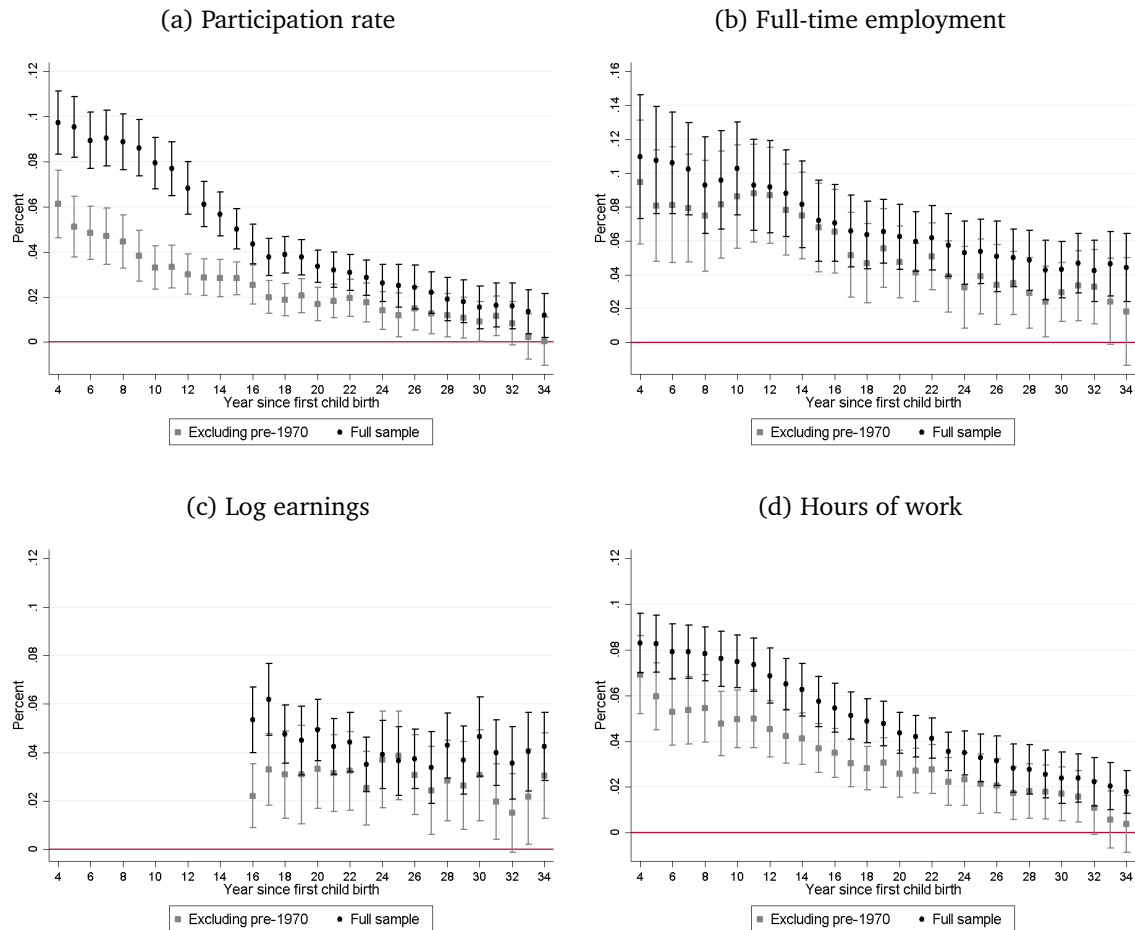 (a) Participation rate
Percent
.12
.1
.08
.06
.04
.02
0
4 6 8 10 12 14 16 18 20 22 24 26 28 30 32 34
Year since first child birth
Excluding pre-1970 Full sample
(b) Full-time employment
Percent
.16
.14
.12
.1
.08
.06
.04
.02
0
4 6 8 10 12 14 16 18 20 22 24 26 28 30 32 34
Year since first child birth
Excluding pre-1970 Full sample
(c) Log earnings
Percent
.12
.1
.08
.06
.04
.02
0
4 6 8 10 12 14 16 18 20 22 24 26 28 30 32 34
Year since first child birth
Excluding pre-1970 Full sample
(d) Hours of work
Percent
.12
.1
.08
.06
.04
.02
0
4 6 8 10 12 14 16 18 20 22 24 26 28 30 32 34
Year since first child birth
Excluding pre-1970 Full sample